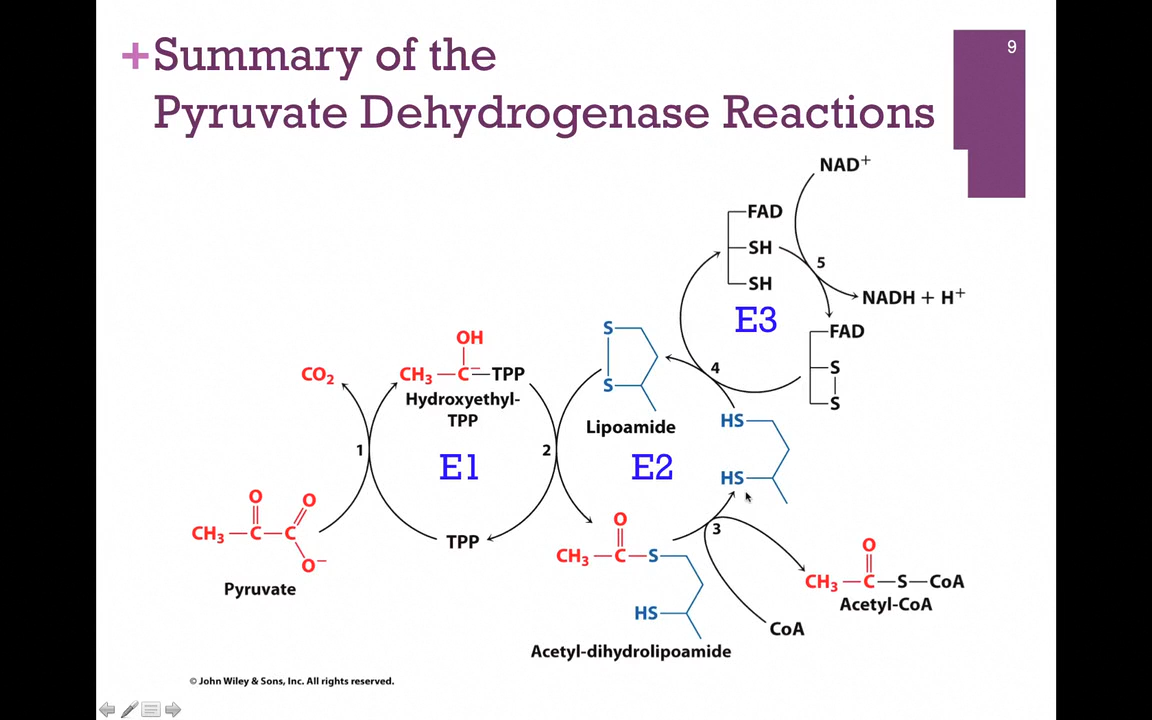 +Summary of the
Pyruvate Dehydrogenase Reactions
9
NAD+
FAD
SH
SH
5
NADH + H+
E3
FAD
S
S
4
S
S
Lipoamide
HS
HS
E2
OH
CH₃—C̄—TPP
Hydroxyethyl-
TPP
CO₂
1
E1
2
TPP
O
O
CH₃—C—C
O−
Pyruvate
O
CH₃—C—S
HS
Acetyl-dihydrolipoamide
3
CoA
O
CH₃—C—S—CoA
Acetyl-CoA
© John Wiley & Sons, Inc. All rights reserved.